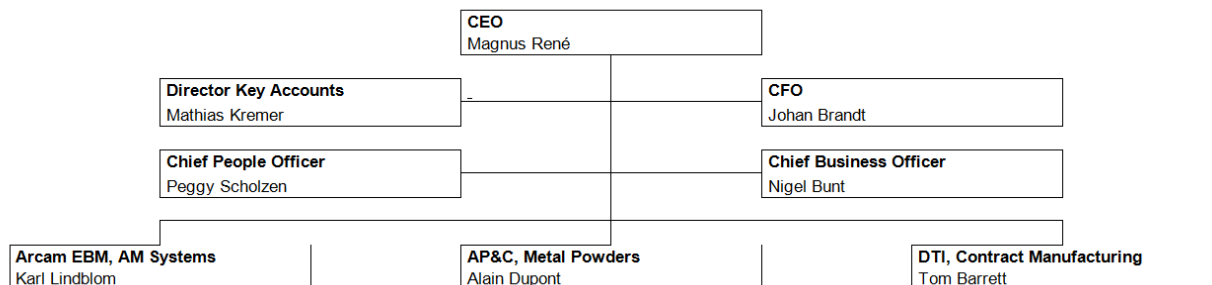 CEO
Magnus René
Director Key Accounts
Mathias Kremer
-
CFO
Johan Brandt
Chief People Officer
Peggy Scholzen
Chief Business Officer
Nigel Bunt
Arcam EBM, AM Systems
Karl Lindblom
AP&C, Metal Powders
Alain Dupont
DTI, Contract Manufacturing
Tom Barrett